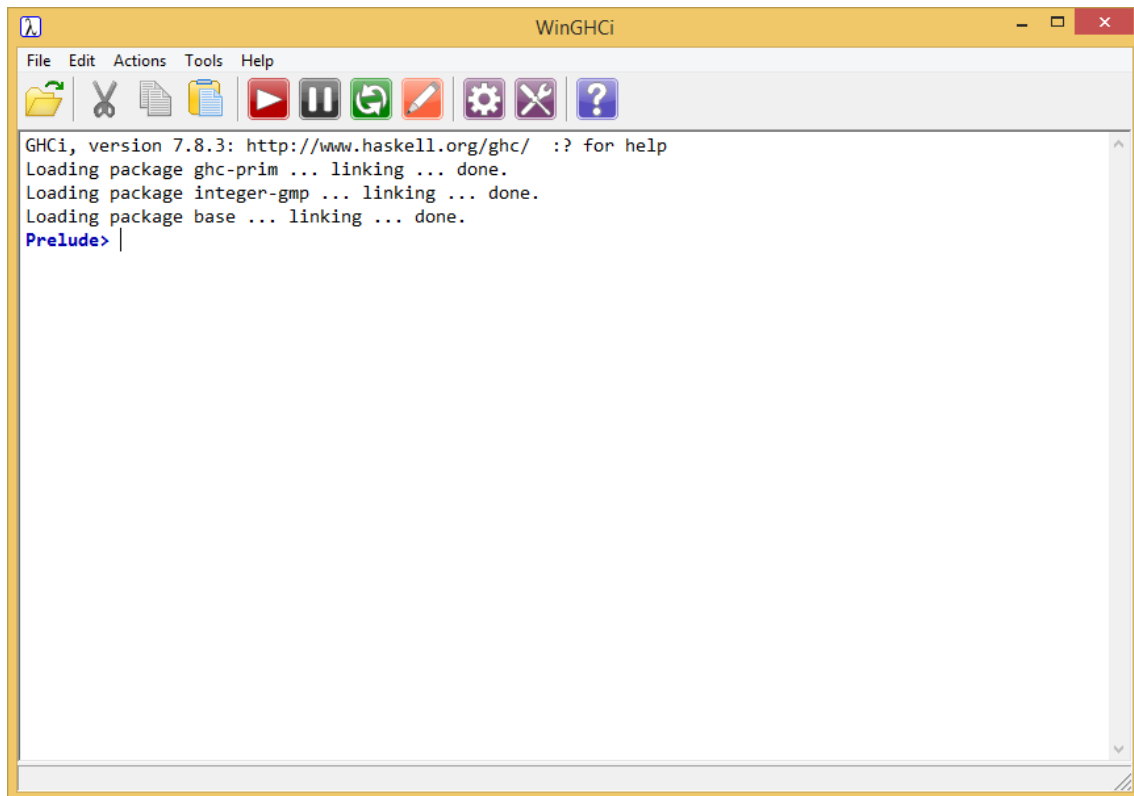 WinGHCi
File Edit Actions Tools Help
GHCi, version 7.8.3: http://www.haskell.org/ghc/  :? for help
Loading package ghc-prim ... linking ... done.
Loading package integer-gmp ... linking ... done.
Loading package base ... linking ... done.
Prelude>